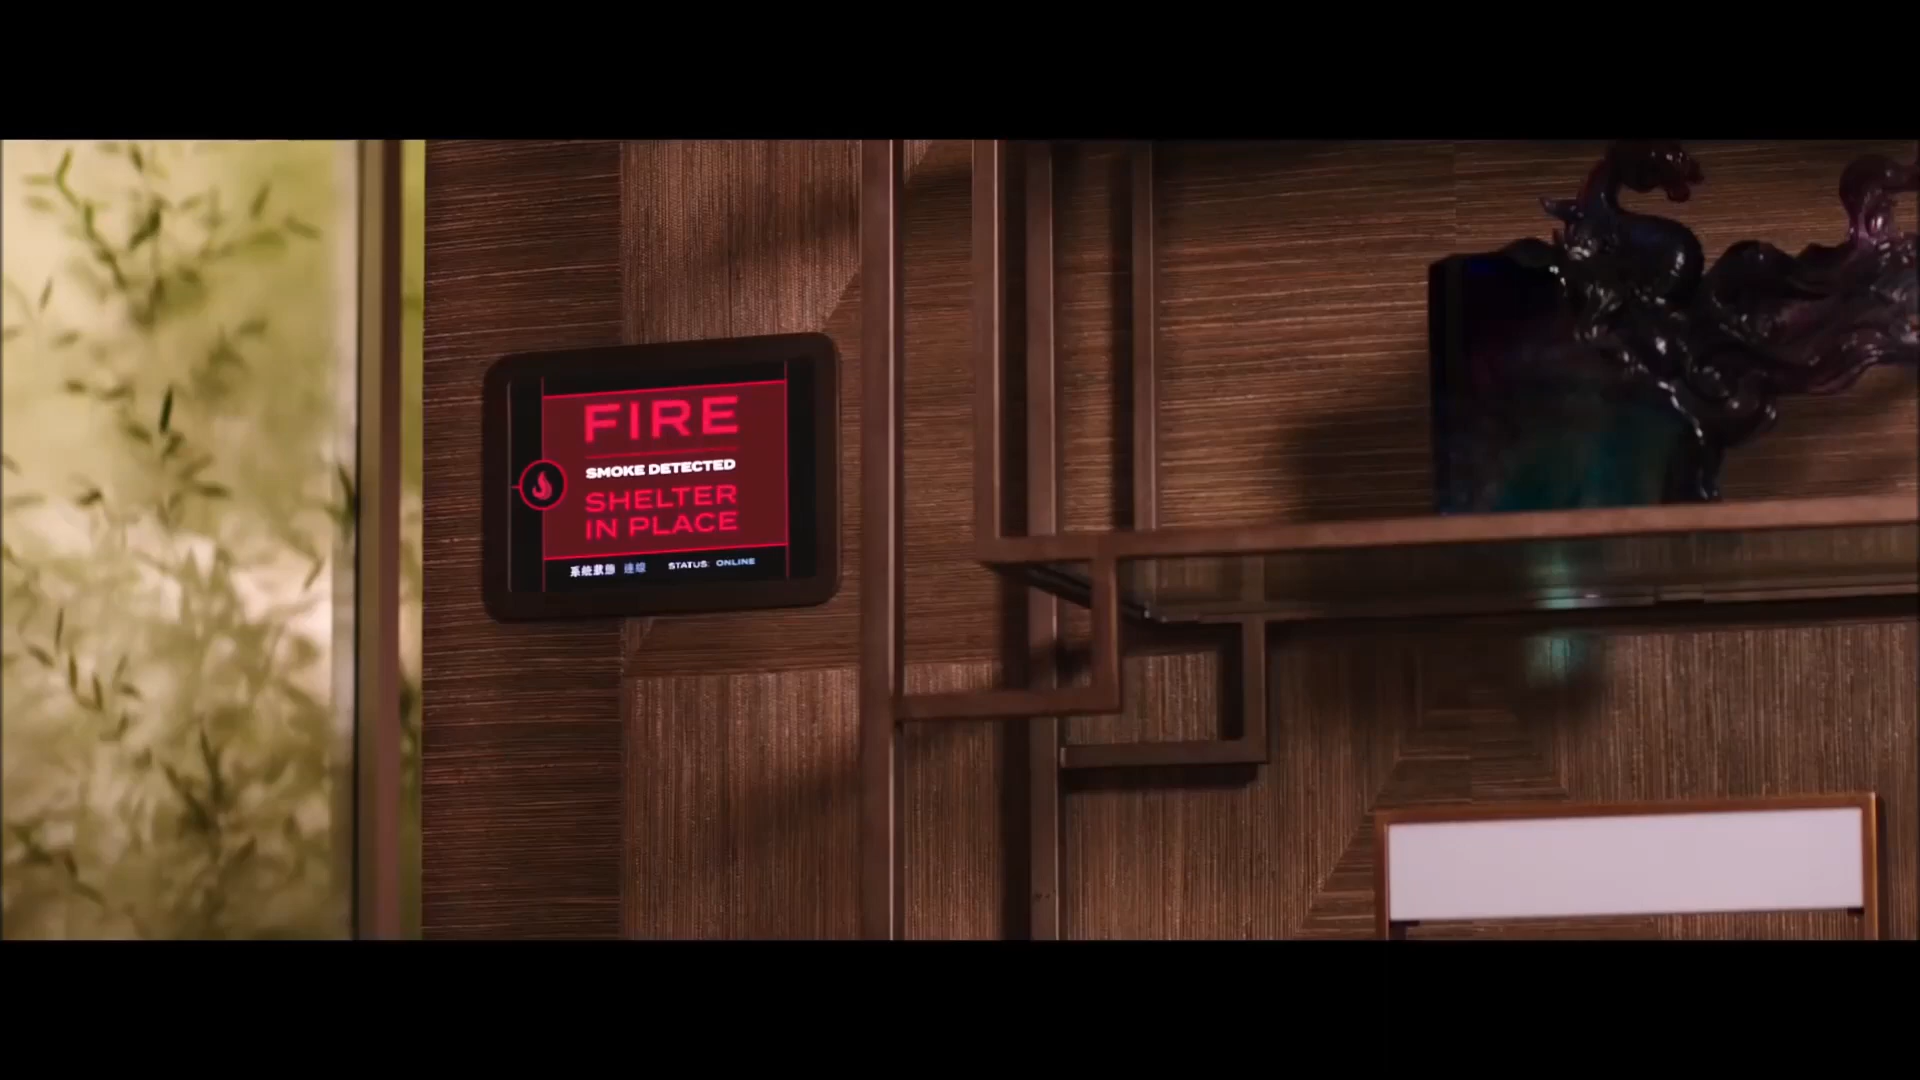 FIRE
SMOKE DETECTED
SHELTER
IN PLACE
系統狀態 連線 STATUS: ONLINE